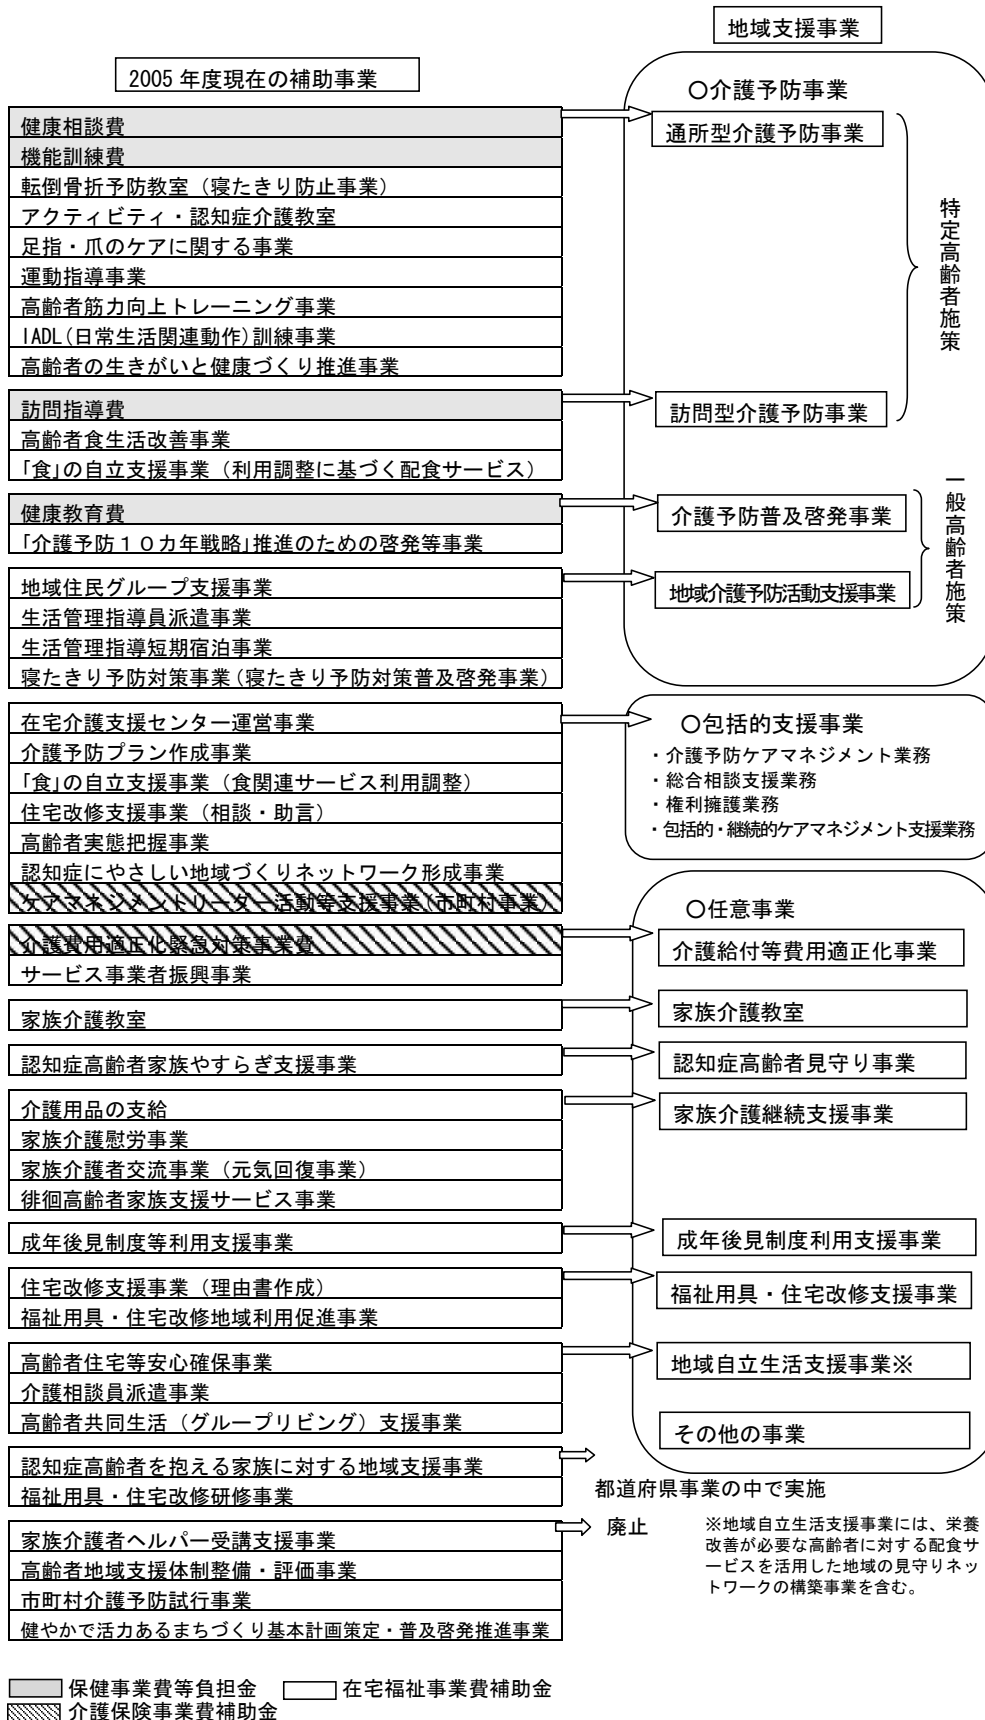 地域支援事業
2005 年度現在の補助事業
健康相談費
機能訓練費
転倒骨折予防教室（寝たきり防止事業）
アクティビティ・認知症介護教室
足指・爪のケアに関する事業
運動指導事業
高齢者筋力向上トレーニング事業
IADL(日常生活関連動作)訓練事業
高齢者の生きがいと健康づくり推進事業
訪問指導費
高齢者食生活改善事業
｢食｣の自立支援事業（利用調整に基づく配食サービス）
健康教育費
｢介護予防１０カ年戦略｣推進のための啓発等事業
地域住民グループ支援事業
生活管理指導員派遣事業
生活管理指導短期宿泊事業
寝たきり予防対策事業(寝たきり予防対策普及啓発事業)
在宅介護支援センター運営事業
介護予防プラン作成事業
｢食｣の自立支援事業（食関連サービス利用調整）
住宅改修支援事業（相談・助言）
高齢者実態把握事業
認知症にやさしい地域づくりネットワーク形成事業
ケアマネジメントリーダー活動等支援事業(市町村事業)
介護費用適正化緊急対策事業費
サービス事業者振興事業
家族介護教室
認知症高齢者家族やすらぎ支援事業
介護用品の支給
家族介護慰労事業
家族介護者交流事業（元気回復事業）
徘徊高齢者家族支援サービス事業
成年後見制度等利用支援事業
住宅改修支援事業（理由書作成）
福祉用具・住宅改修地域利用促進事業
高齢者住宅等安心確保事業
介護相談員派遣事業
高齢者共同生活（グループリビング）支援事業
認知症高齢者を抱える家族に対する地域支援事業
福祉用具・住宅改修研修事業
家族介護者ヘルパー受講支援事業
高齢者地域支援体制整備・評価事業
市町村介護予防試行事業
健やかで活力あるまちづくり基本計画策定・普及啓発推進事業
○介護予防事業
通所型介護予防事業
訪問型介護予防事業
特定高齢者施策
介護予防普及啓発事業
地域介護予防活動支援事業
一般高齢者施策
○包括的支援事業
・介護予防ケアマネジメント業務
・総合相談支援業務
・権利擁護業務
・包括的・継続的ケアマネジメント支援業務
○任意事業
介護給付等費用適正化事業
家族介護教室
認知症高齢者見守り事業
家族介護継続支援事業
成年後見制度利用支援事業
福祉用具・住宅改修支援事業
地域自立生活支援事業※
その他の事業
都道府県事業の中で実施
廃止
※地域自立生活支援事業には、栄養
改善が必要な高齢者に対する配食サ
ービスを活用した地域の見守りネッ
トワークの構築事業を含む。
保健事業費等負担金
在宅福祉事業費補助金
介護保険事業費補助金